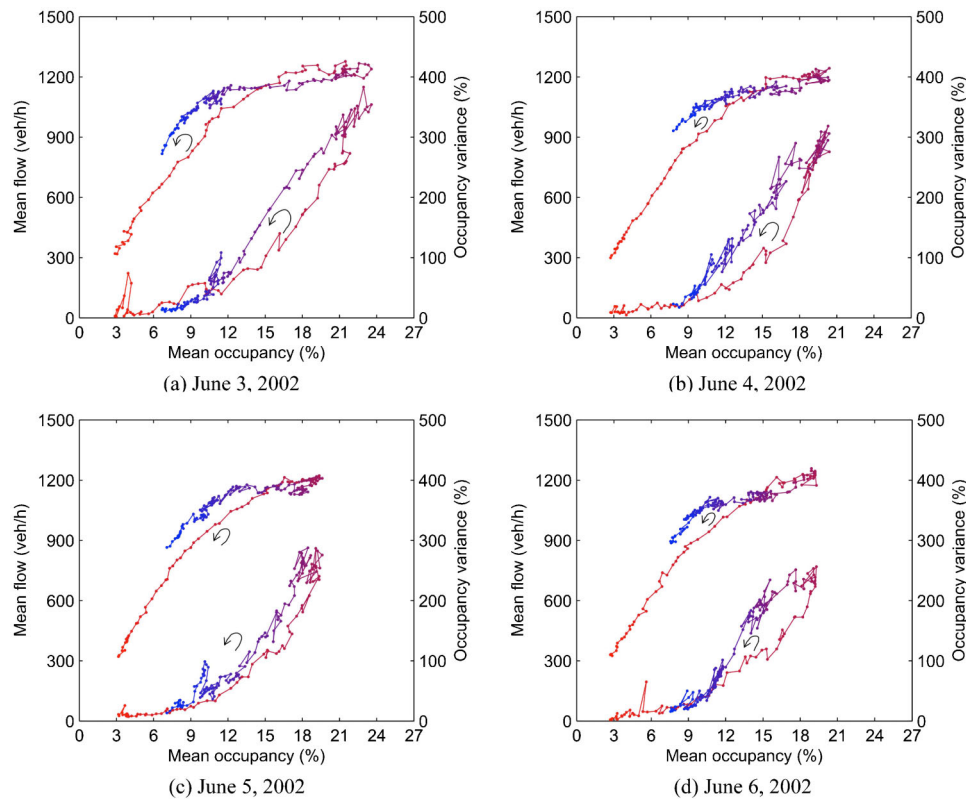 1500
1200
900
600
300
0
Mean flow (veh/h)
500
400
300
200
100
0
Occupancy variance (%)
0 3 6 9 12 15 18 21 24 27
Mean occupancy (%)
(a) June 3, 2002
1500
1200
900
600
300
0
Mean flow (veh/h)
500
400
300
200
100
0
Occupancy variance (%)
0 3 6 9 12 15 18 21 24 27
Mean occupancy (%)
(b) June 4, 2002
1500
1200
900
600
300
0
Mean flow (veh/h)
500
400
300
200
100
0
Occupancy variance (%)
0 3 6 9 12 15 18 21 24 27
Mean occupancy (%)
(c) June 5, 2002
1500
1200
900
600
300
0
Mean flow (veh/h)
500
400
300
200
100
0
Occupancy variance (%)
0 3 6 9 12 15 18 21 24 27
Mean occupancy (%)
(d) June 6, 2002